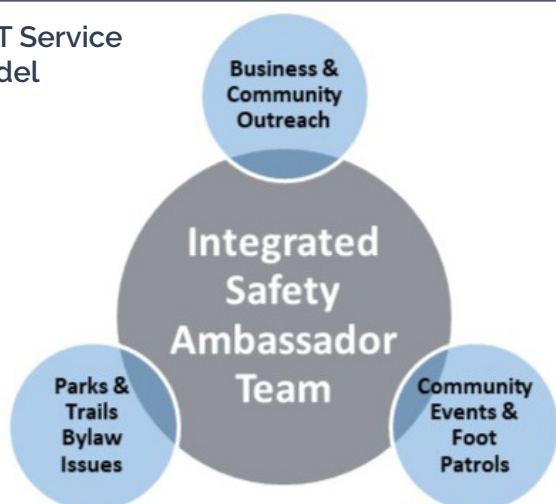 T Service
del
Business &
Community
Outreach
Integrated
Safety
Ambassador
Team
Parks &
Trails
Bylaw
Issues
Community
Events &
Foot
Patrols